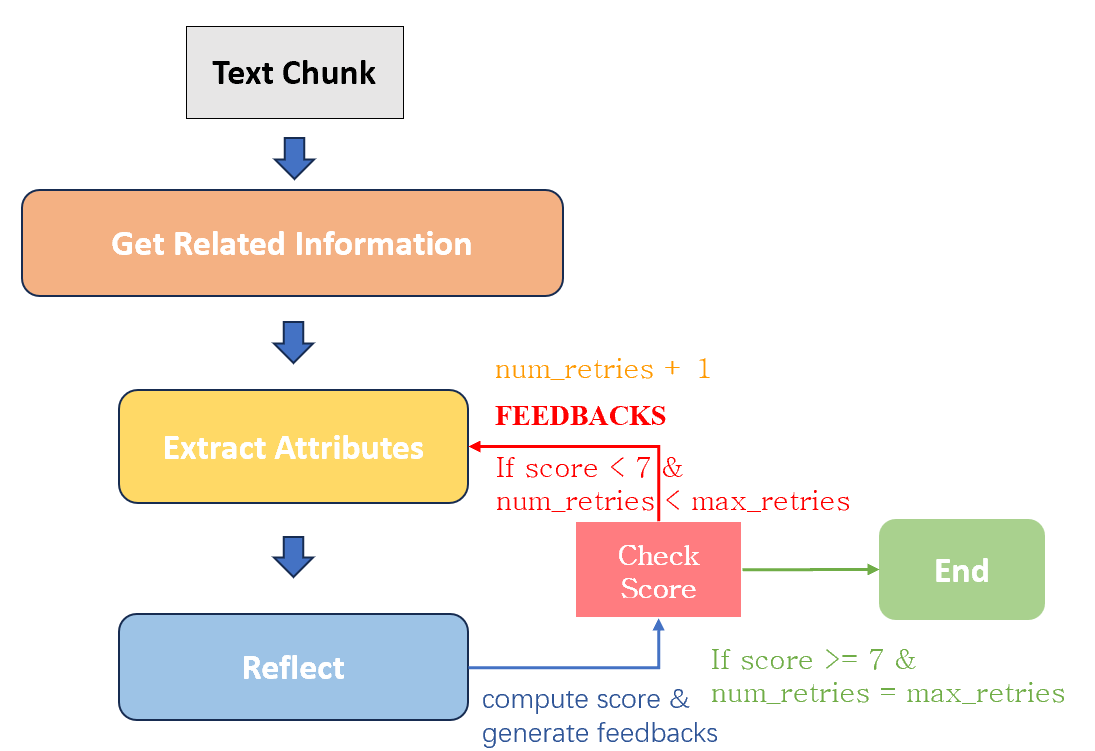 Text Chunk
Get Related Information
num_retries + 1
FEEDBACKS
Extract Attributes
If score < 7 &
num_retries < max_retries
Check
Score
End
Reflect
If score >= 7 &
num_retries = max_retries
compute score &
generate feedbacks